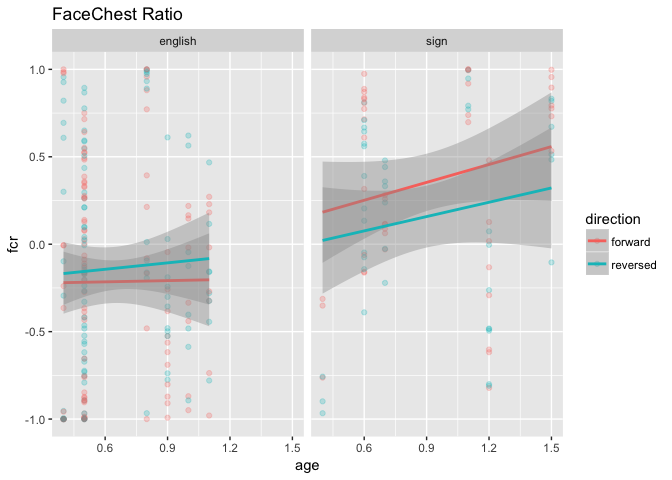 FaceChest Ratio
english sign
1.0
0.5
0.0
-0.5
-1.0
fcr
0.6 0.9 1.2 1.5 0.6 0.9 1.2 1.5
age
direction
forward
reversed